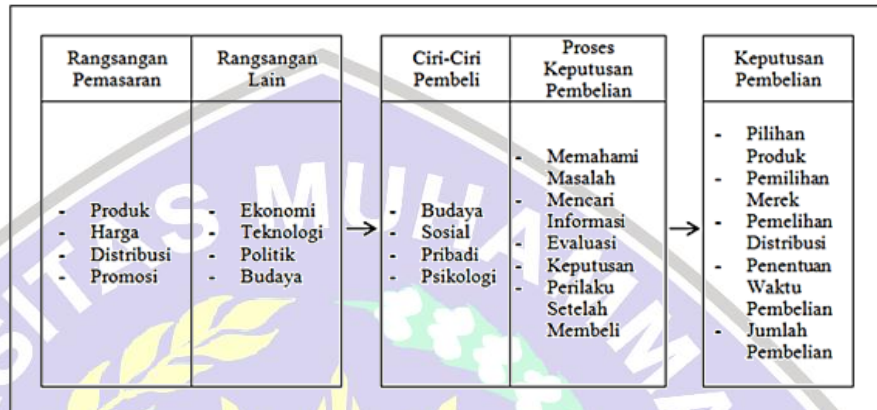 Rangsangan
Pemasaran
Rangsangan
Lain
Ciri-Ciri
Pembeli
Proses
Keputusan
Pembelian
Keputusan
Pembelian
- Produk
- Harga
- Distribusi
- Promosi
- Ekonomi
- Teknologi
- Politik
- Budaya
- Budaya
- Sosial
- Pribadi
- Psikologi
- Memahami
Masalah
- Mencari
Informasi
- Evaluasi
- Keputusan
- Perilaku
Setelah
Membeli
- Pilihan
Produk
- Pemilihan
Merek
- Pemelihan
Distribusi
- Penentuan
Waktu
Pembelian
- Jumlah
Pembelian
SITAS MUHAMMA